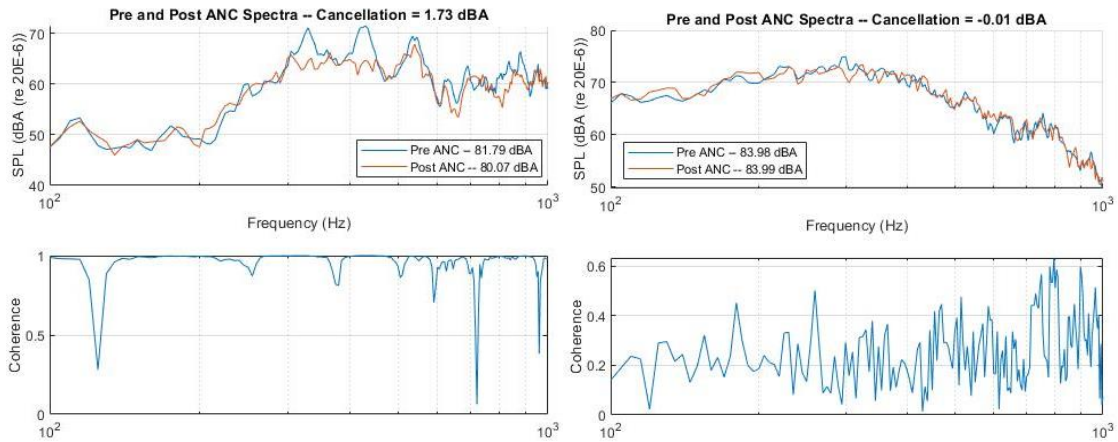 Pre and Post ANC Spectra -- Cancellation = 1.73 dBA
SPL (dBA (re 20E-6))
70
60
50
40
Pre ANC -- 81.79 dBA
Post ANC -- 80.07 dBA
10^2
10^3
Frequency (Hz)
Coherence
1
0.5
0
10^2
10^3
Pre and Post ANC Spectra -- Cancellation = -0.01 dBA
SPL (dBA (re 20E-6))
80
70
60
50
Pre ANC -- 83.98 dBA
Post ANC -- 83.99 dBA
10^2
10^3
Frequency (Hz)
Coherence
0.6
0.4
0.2
0
10^2
10^3